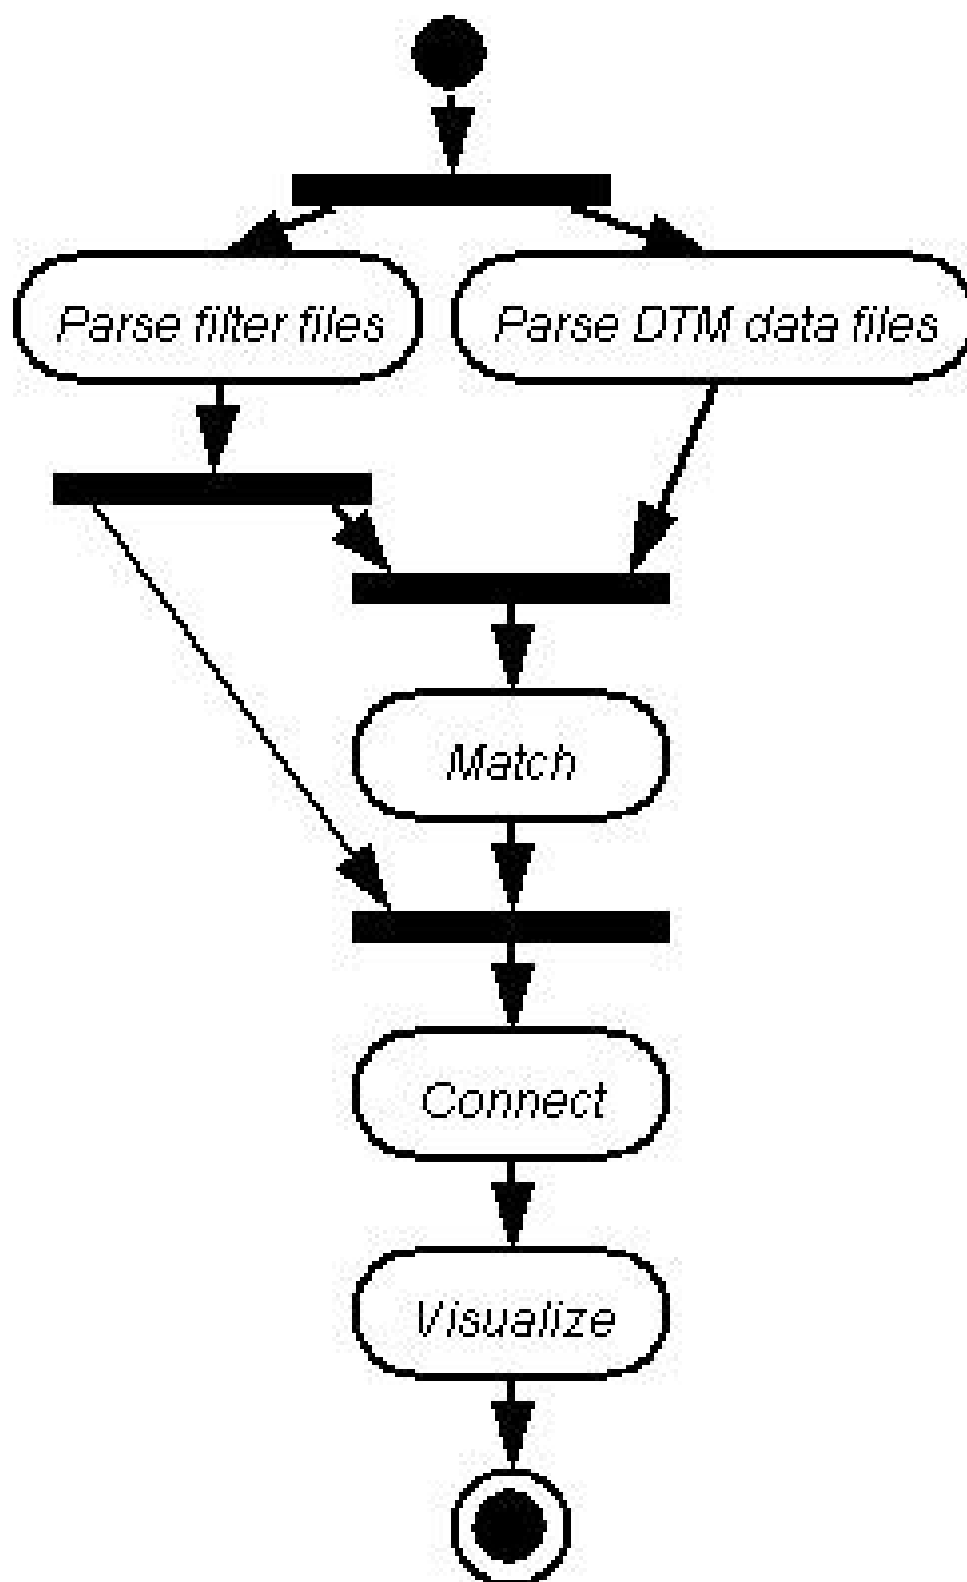 Parse filter files
Parse DTM data files
Match
Connect
Visualize